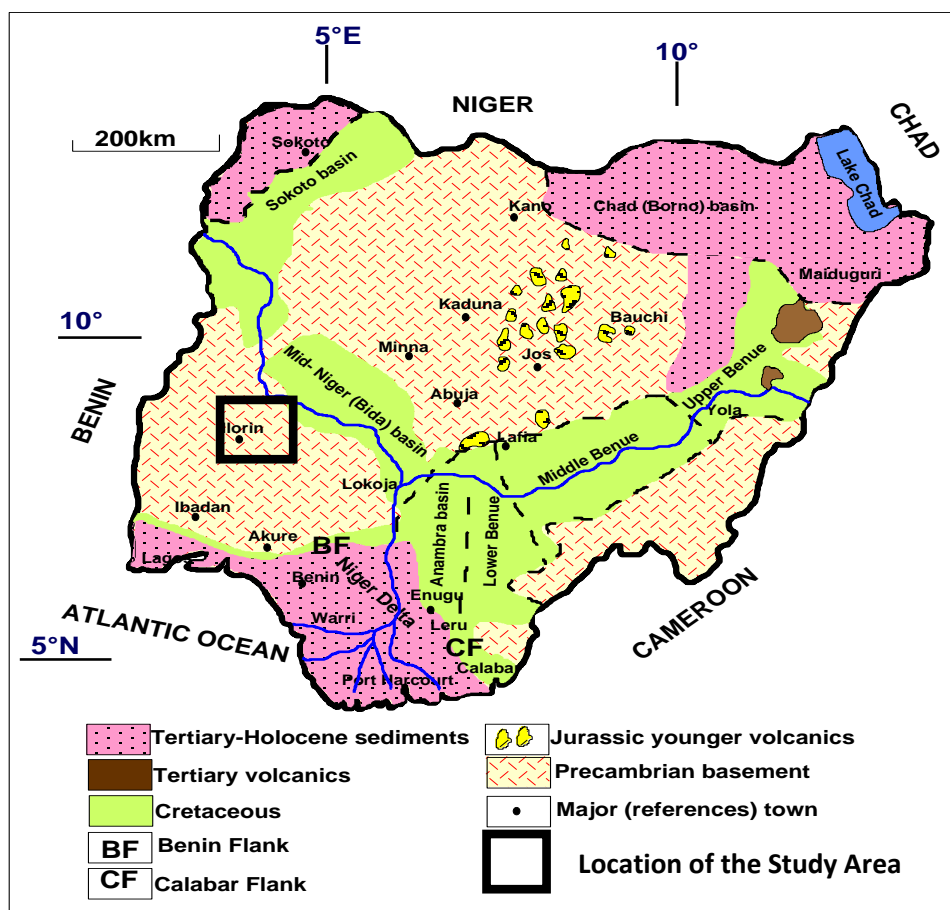 5°E
10°
NIGER
CHAD
200km
Sokoto
Sokoto basin
Lake Chad
Kano
Chad (Borno) basin
Maiduguri
Kaduna
Bauchi
10°
Minna
Jos
Mid- Niger (Bida) basin
Abuja
Upper Benue
Yola
BENIN
Ilorin
Lafia
Middle Benue
Lokoja
Ibadan
Anambra basin
Lower Benue
Akure
BF
Lagos
Benin
Niger Delta
Enugu
Warri
Leru
ATLANTIC OCEAN
CAMEROON
5°N
CF
Calabar
Port Harcourt
Tertiary-Holocene sediments
Jurassic younger volcanics
Tertiary volcanics
Precambrian basement
Cretaceous
Major (references) town
BF Benin Flank
Location of the Study Area
CF Calabar Flank